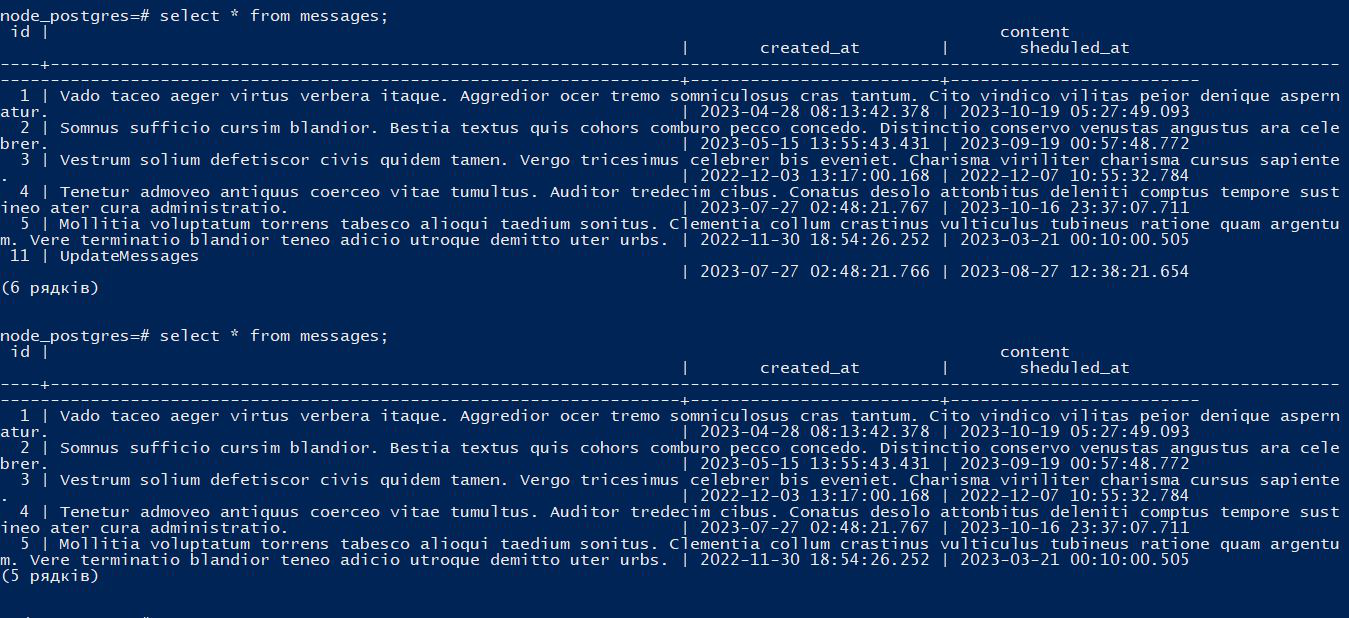 node_postgres=# select * from messages;
 id |                                                                                               content
                                                                    |       created_at        |       sheduled_at
----+---------------------------------------------------------------------------------------------------------------------------------
--------------------------------------------------------------------+-------------------------+-------------------------
  1 | Vado taceo aeger virtus verbera itaque. Aggredior ocer tremo somniculosus cras tantum. Cito vindico vilitas peior denique aspern
atur.                                                               | 2023-04-28 08:13:42.378 | 2023-10-19 05:27:49.093
  2 | Somnus sufficio cursim blandior. Bestia textus quis cohors comburo pecco concedo. Distinctio conservo venustas angustus ara cele
brer.                                                               | 2023-05-15 13:55:43.431 | 2023-09-19 00:57:48.772
  3 | Vestrum solium defetiscor civis quidem tamen. Vergo tricesimus celebrer bis eveniet. Charisma viriliter charisma cursus sapiente
.                                                                   | 2022-12-03 13:17:00.168 | 2022-12-07 10:55:32.784
  4 | Tenetur admoveo antiquus coerceo vitae tumultus. Auditor tredecim cibus. Conatus desolo attonbitus deleniti comptus tempore sust
ineo ater cura administratio.                                       | 2023-07-27 02:48:21.767 | 2023-10-16 23:37:07.711
  5 | Mollitia voluptatum torrens tabesco alioqui taedium sonitus. Clementia collum crastinus vulticulus tubineus ratione quam argentu
m. Vere terminatio blandior teneo adicio utroque demitto uter urbs. | 2022-11-30 18:54:26.252 | 2023-03-21 00:10:00.505
 11 | UpdateMessages
                                                                    | 2023-07-27 02:48:21.766 | 2023-08-27 12:38:21.654
(6 рядків)
node_postgres=# select * from messages;
 id |                                                                                               content
                                                                    |       created_at        |       sheduled_at
----+---------------------------------------------------------------------------------------------------------------------------------
--------------------------------------------------------------------+-------------------------+-------------------------
  1 | Vado taceo aeger virtus verbera itaque. Aggredior ocer tremo somniculosus cras tantum. Cito vindico vilitas peior denique aspern
atur.                                                               | 2023-04-28 08:13:42.378 | 2023-10-19 05:27:49.093
  2 | Somnus sufficio cursim blandior. Bestia textus quis cohors comburo pecco concedo. Distinctio conservo venustas angustus ara cele
brer.                                                               | 2023-05-15 13:55:43.431 | 2023-09-19 00:57:48.772
  3 | Vestrum solium defetiscor civis quidem tamen. Vergo tricesimus celebrer bis eveniet. Charisma viriliter charisma cursus sapiente
.                                                                   | 2022-12-03 13:17:00.168 | 2022-12-07 10:55:32.784
  4 | Tenetur admoveo antiquus coerceo vitae tumultus. Auditor tredecim cibus. Conatus desolo attonbitus deleniti comptus tempore sust
ineo ater cura administratio.                                       | 2023-07-27 02:48:21.767 | 2023-10-16 23:37:07.711
  5 | Mollitia voluptatum torrens tabesco alioqui taedium sonitus. Clementia collum crastinus vulticulus tubineus ratione quam argentu
m. Vere terminatio blandior teneo adicio utroque demitto uter urbs. | 2022-11-30 18:54:26.252 | 2023-03-21 00:10:00.505
(5 рядків)